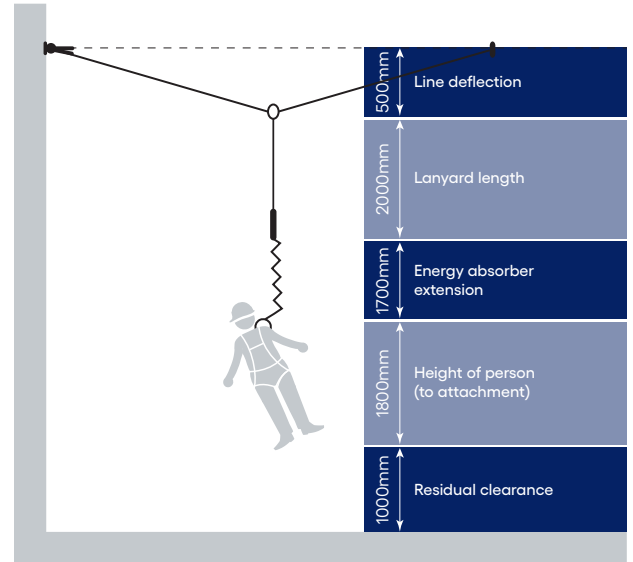 500mm
Line deflection
2000mm
Lanyard length
1700mm
Energy absorber
extension
1800mm
Height of person
(to attachment)
1000mm
Residual clearance